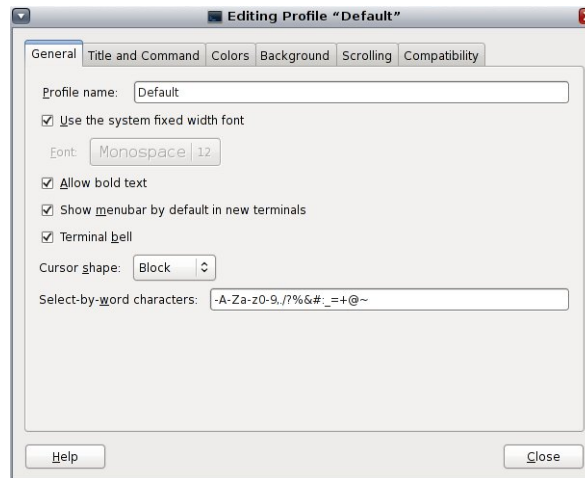 Editing Profile “Default”
General Title and Command Colors Background Scrolling Compatibility
Profile name: Default
Use the system fixed width font
Font: Monospace 12
Allow bold text
Show menubar by default in new terminals
Terminal bell
Cursor shape: Block
Select-by-word characters: -A-Za-z0-9,./?%&#:_=+@~
Help Close